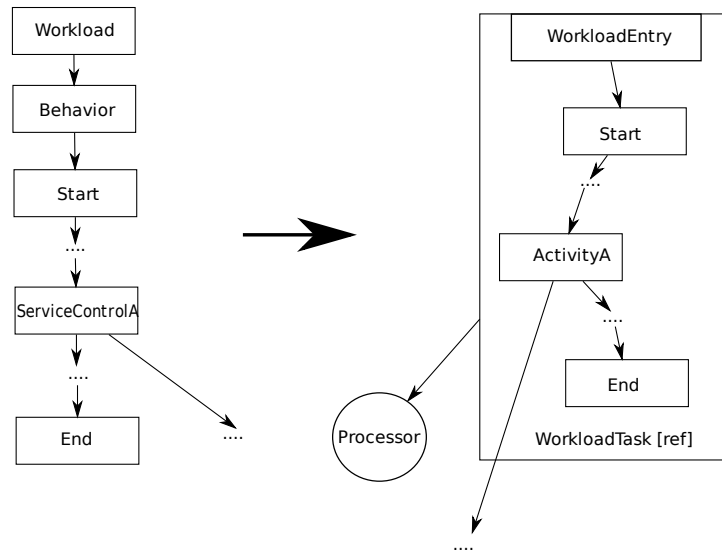 Workload
Behavior
Start
....
ServiceControlA
....
End
....
WorkloadEntry
Start
....
ActivityA
....
End
WorkloadTask [ref]
Processor
....